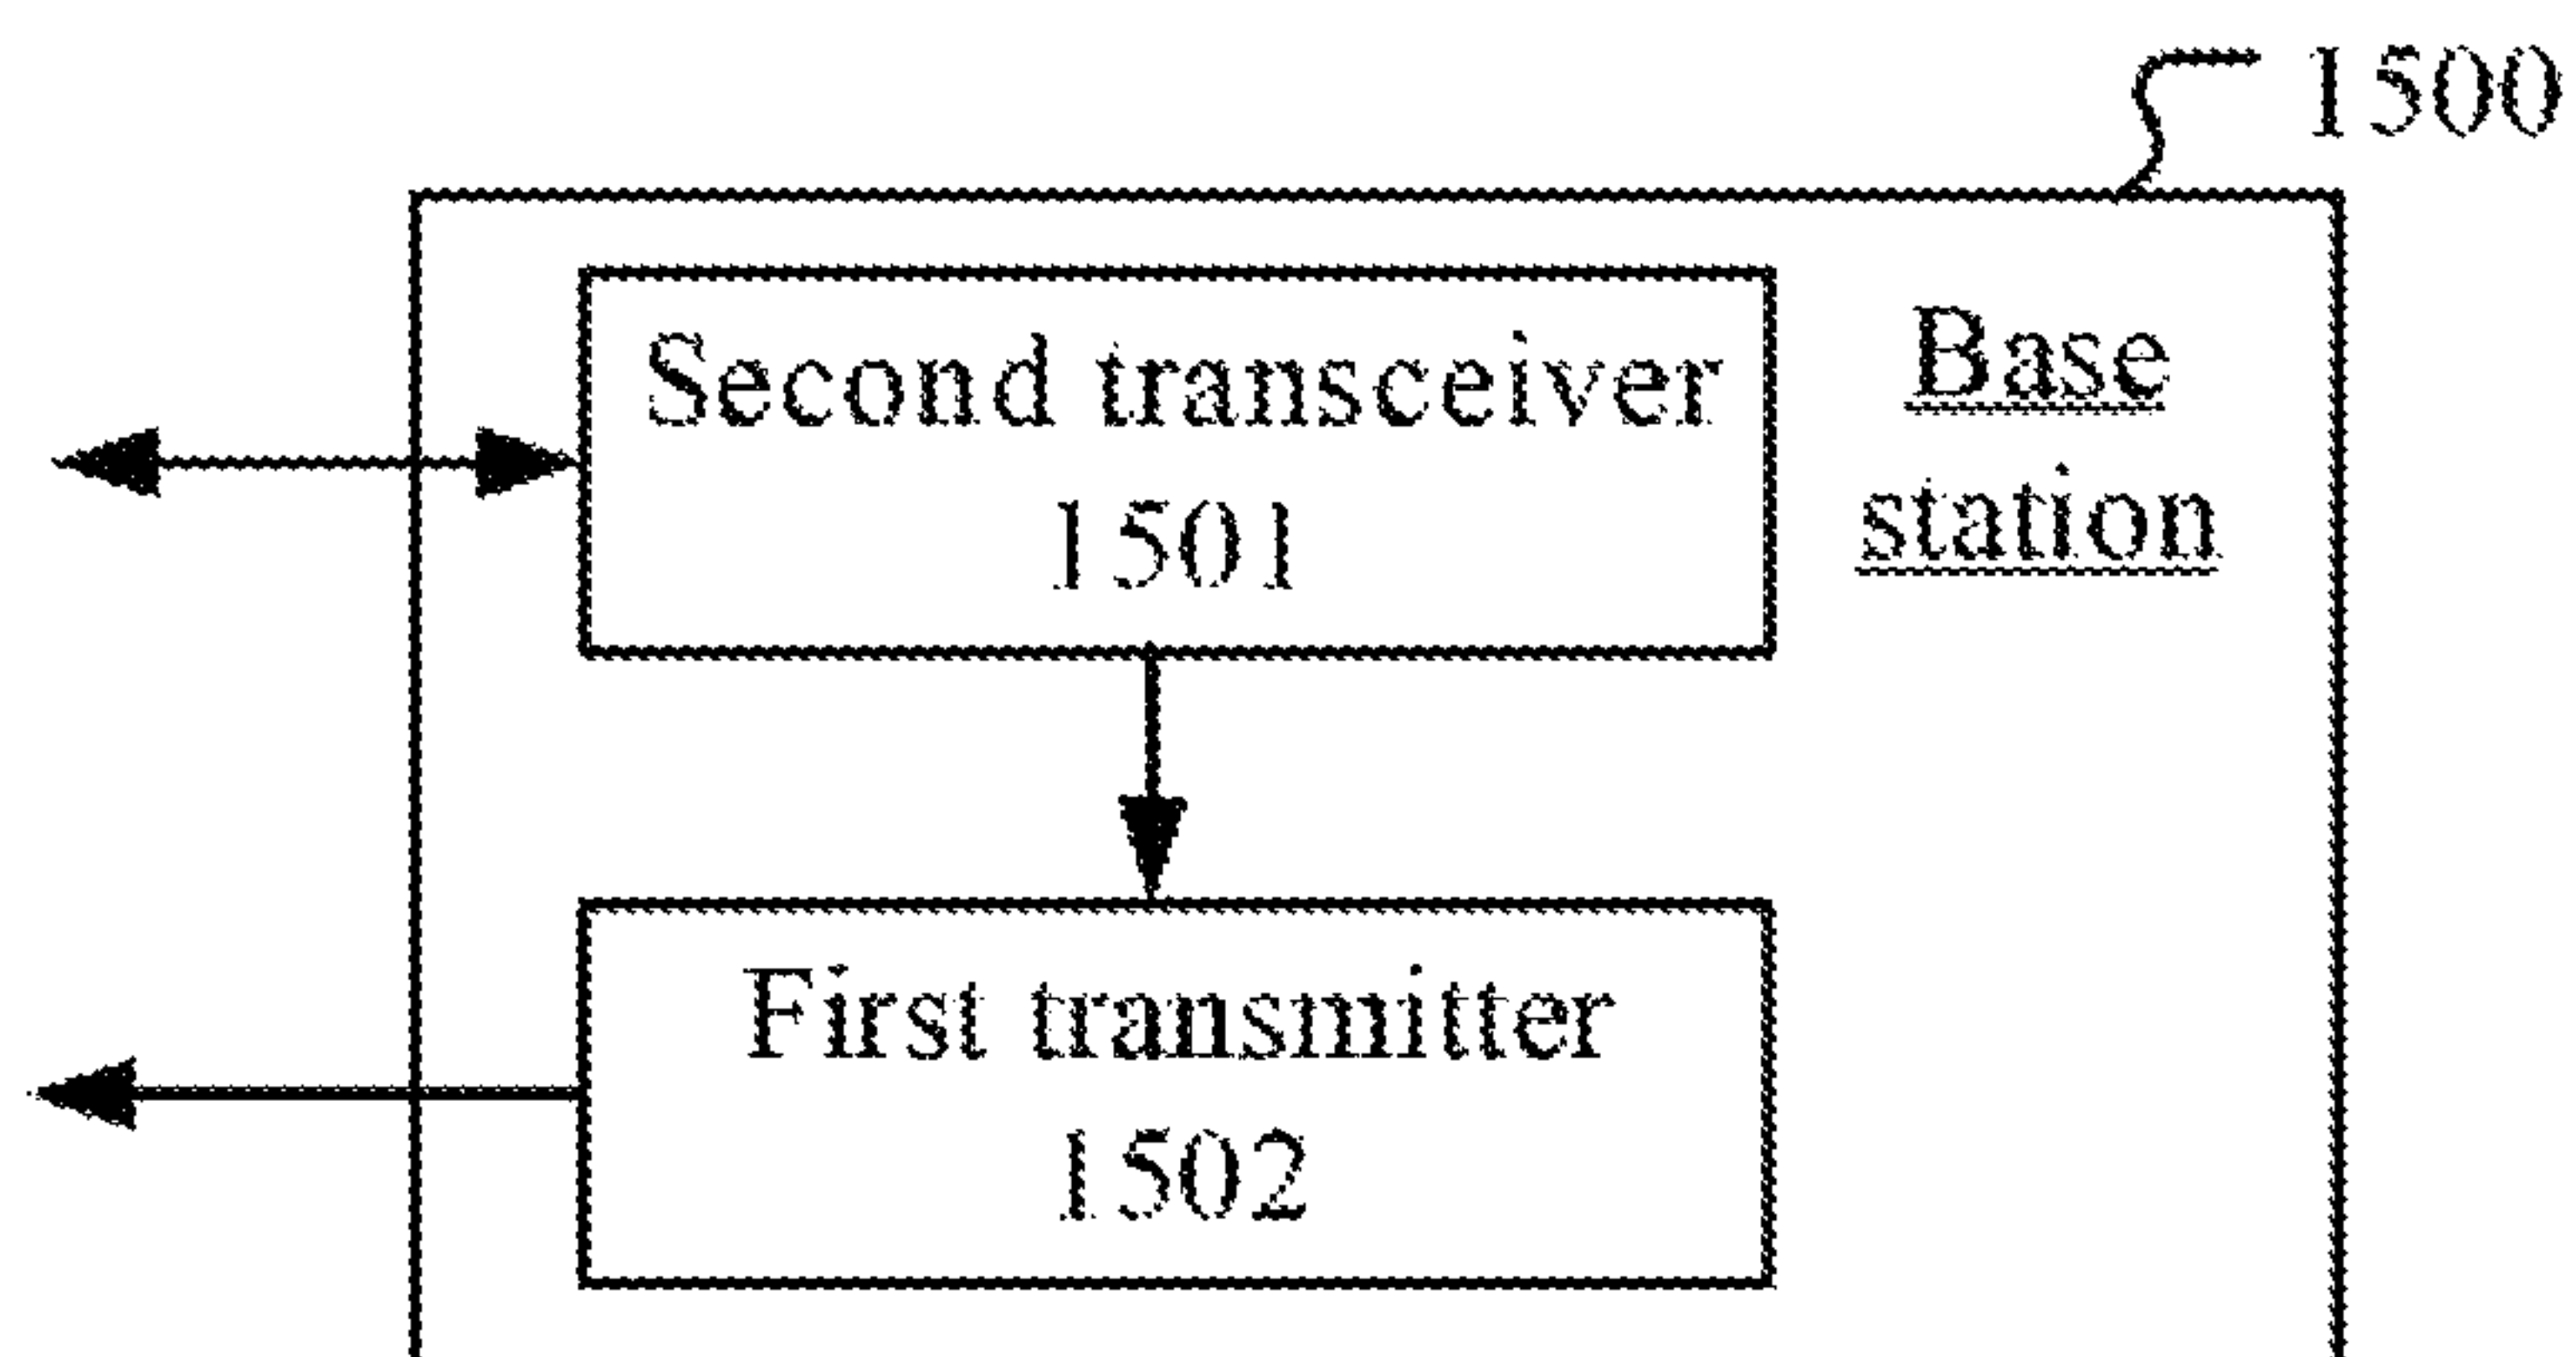 1500
Second transceiver
1501
Base
station
First transmitter
1502